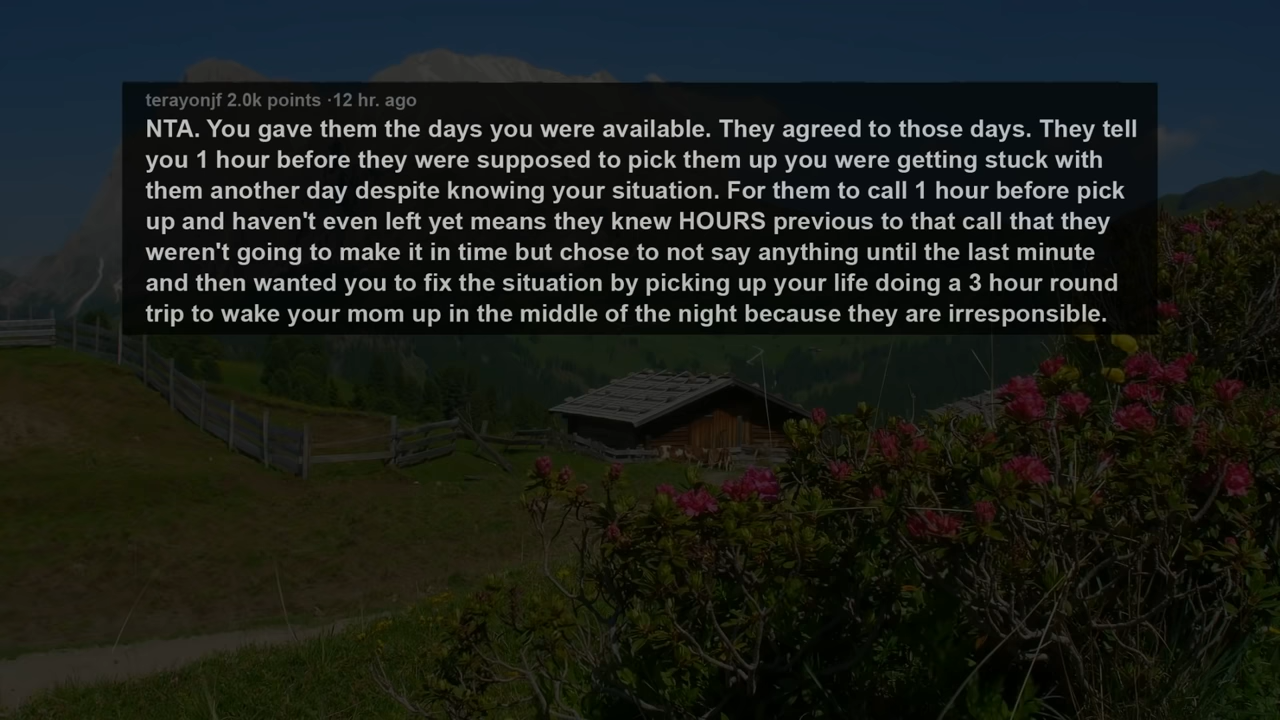 terayonjf 2.0k points ·12 hr. ago
NTA. You gave them the days you were available. They agreed to those days. They tell
you 1 hour before they were supposed to pick them up you were getting stuck with
them another day despite knowing your situation. For them to call 1 hour before pick
up and haven't even left yet means they knew HOURS previous to that call that they
weren't going to make it in time but chose to not say anything until the last minute
and then wanted you to fix the situation by picking up your life doing a 3 hour round
trip to wake your mom up in the middle of the night because they are irresponsible.